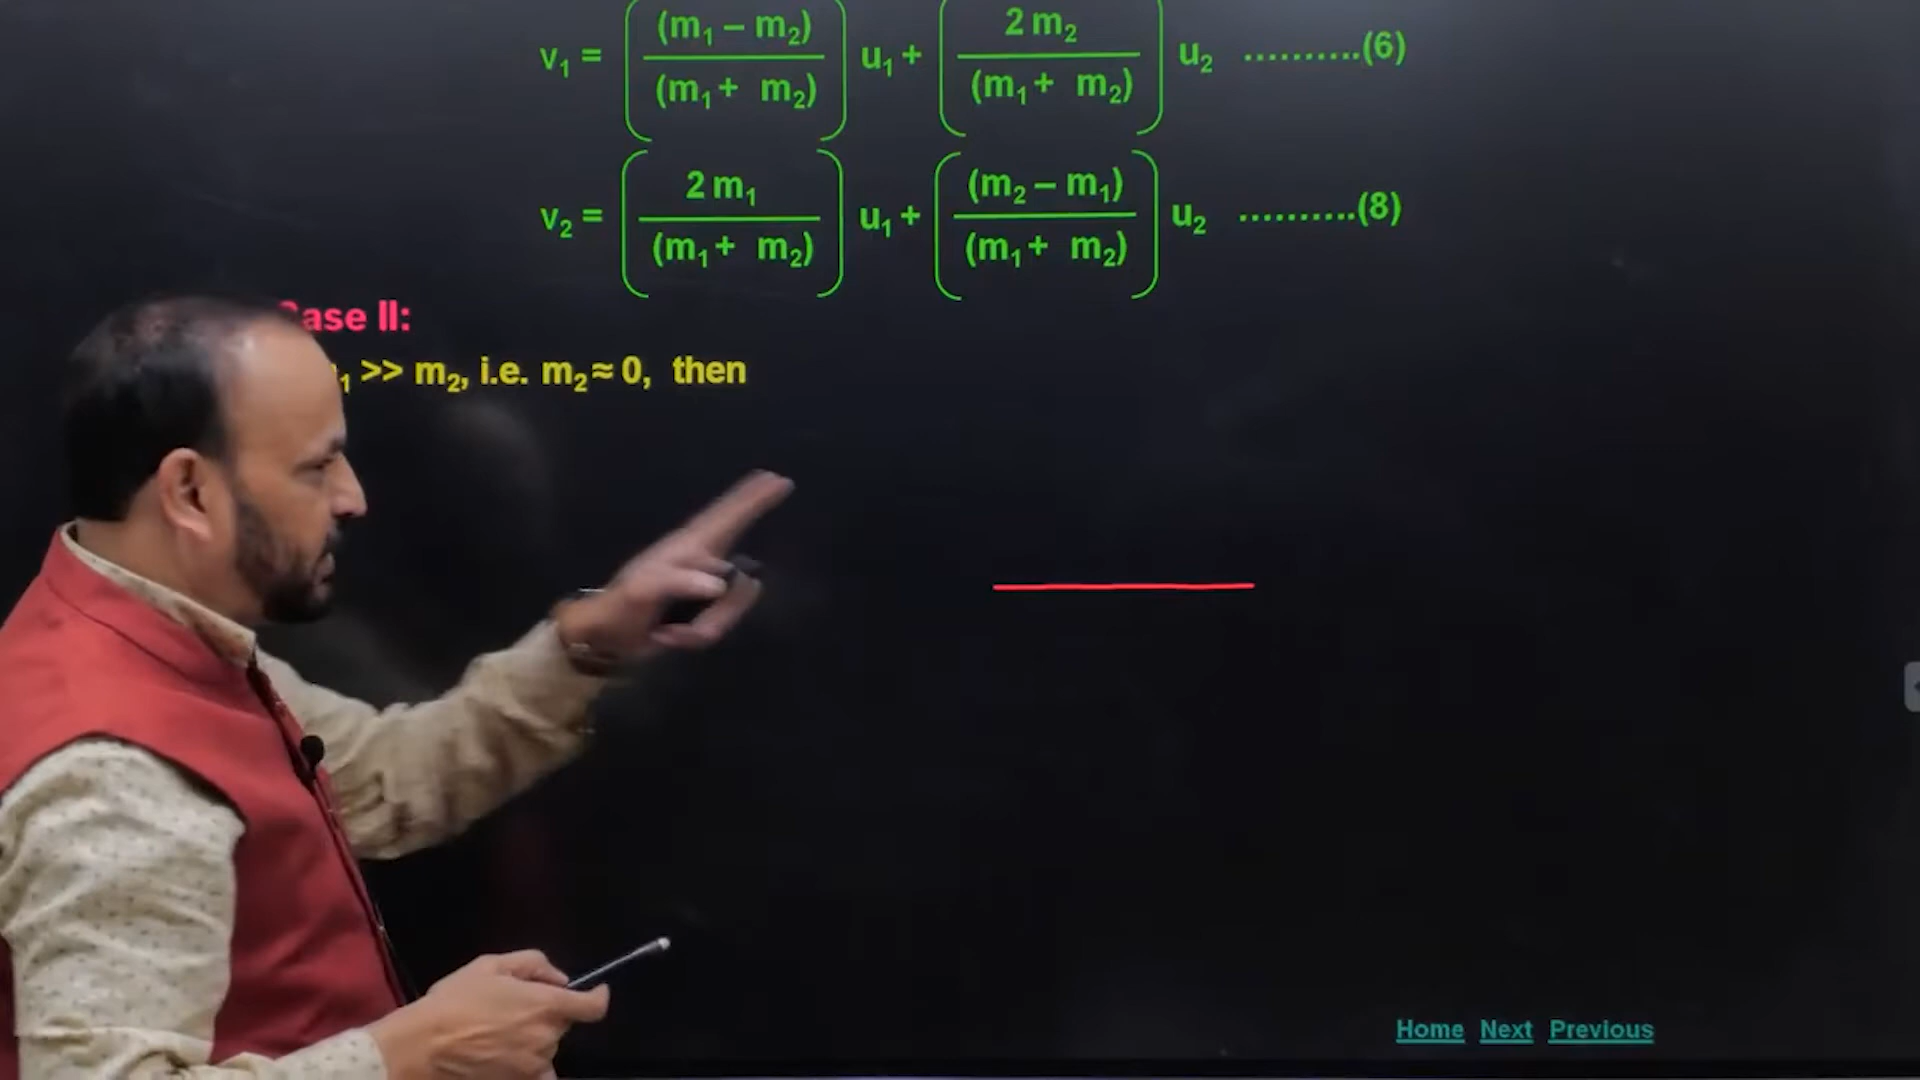 v₁ = ( (m₁ – m₂) / (m₁ + m₂) ) u₁ + ( 2 m₂ / (m₁ + m₂) ) u₂ ..........(6)
v₂ = ( 2 m₁ / (m₁ + m₂) ) u₁ + ( (m₂ – m₁) / (m₁ + m₂) ) u₂ ..........(8)
ase II:
₁ >> m₂, i.e. m₂ ≈ 0, then
Home Next Previous